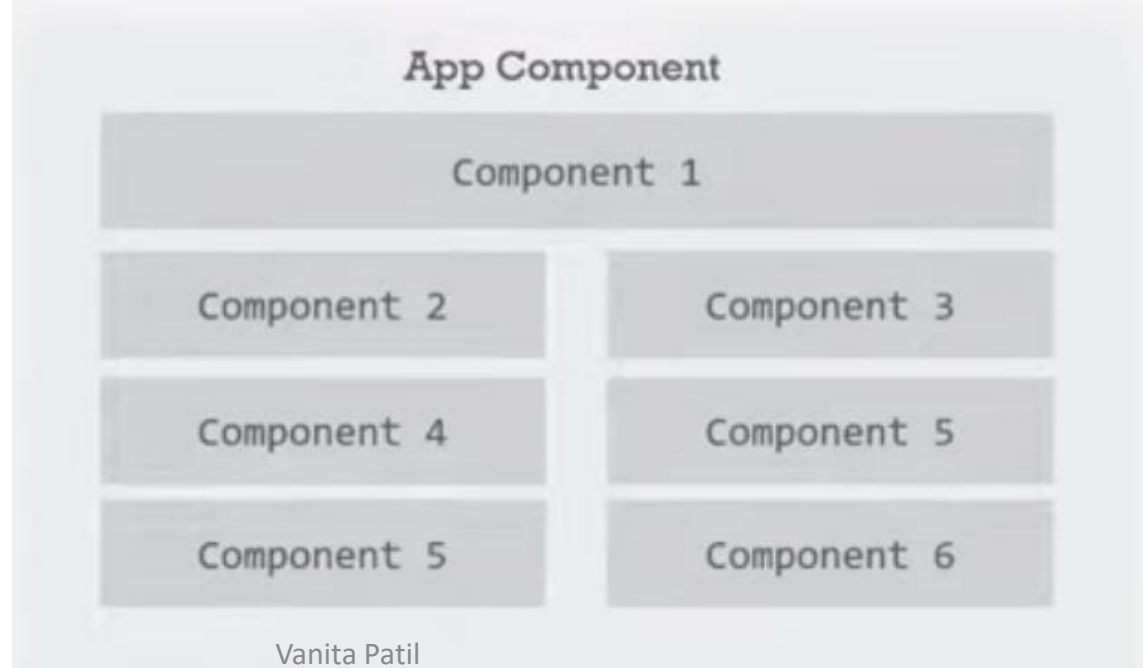 App Component
Component 1
Component 2 Component 3
Component 4 Component 5
Component 5 Component 6
Vanita Patil